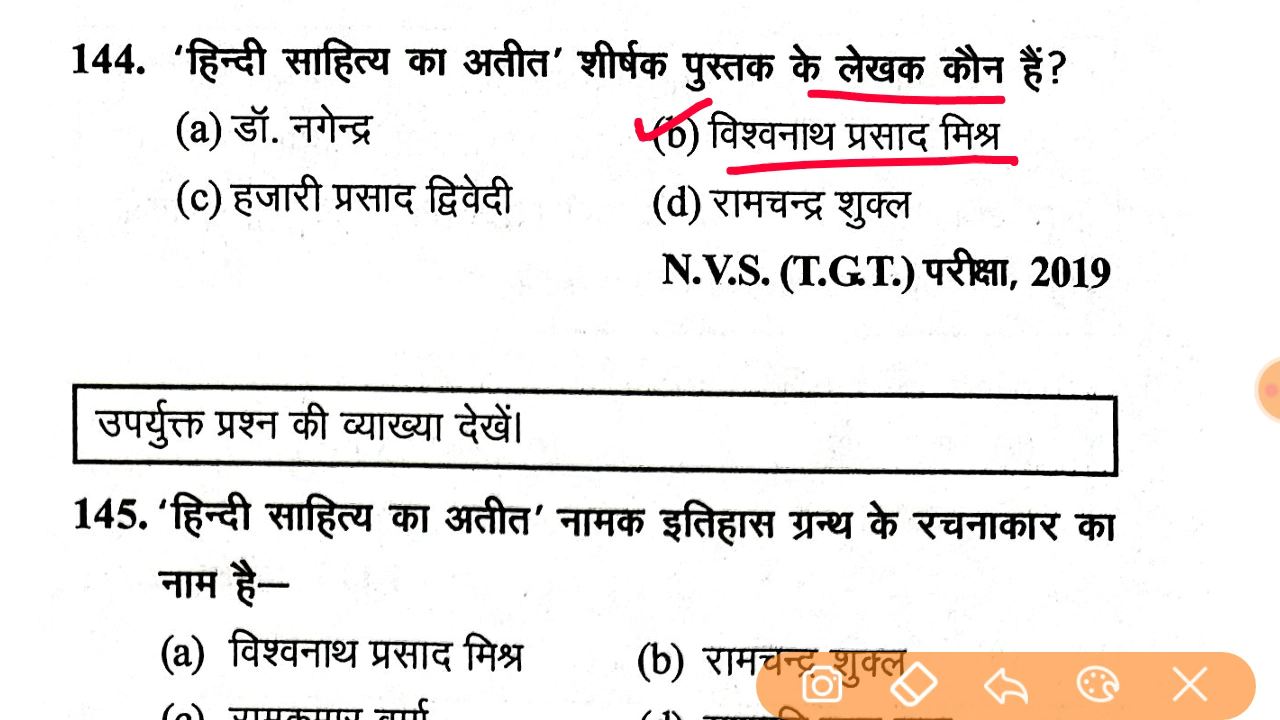 144. ‘हिन्दी साहित्य का अतीत’ शीर्षक पुस्तक के लेखक कौन हैं?
(a) डॉ. नगेन्द्र (b) विश्वनाथ प्रसाद मिश्र
(c) हजारी प्रसाद द्विवेदी (d) रामचन्द्र शुक्ल
N.V.S. (T.G.T.) परीक्षा, 2019
उपर्युक्त प्रश्न की व्याख्या देखें।
145. ‘हिन्दी साहित्य का अतीत’ नामक इतिहास ग्रन्थ के रचनाकार का
नाम है—
(a) विश्वनाथ प्रसाद मिश्र (b) रामचन्द्र शुक्ल